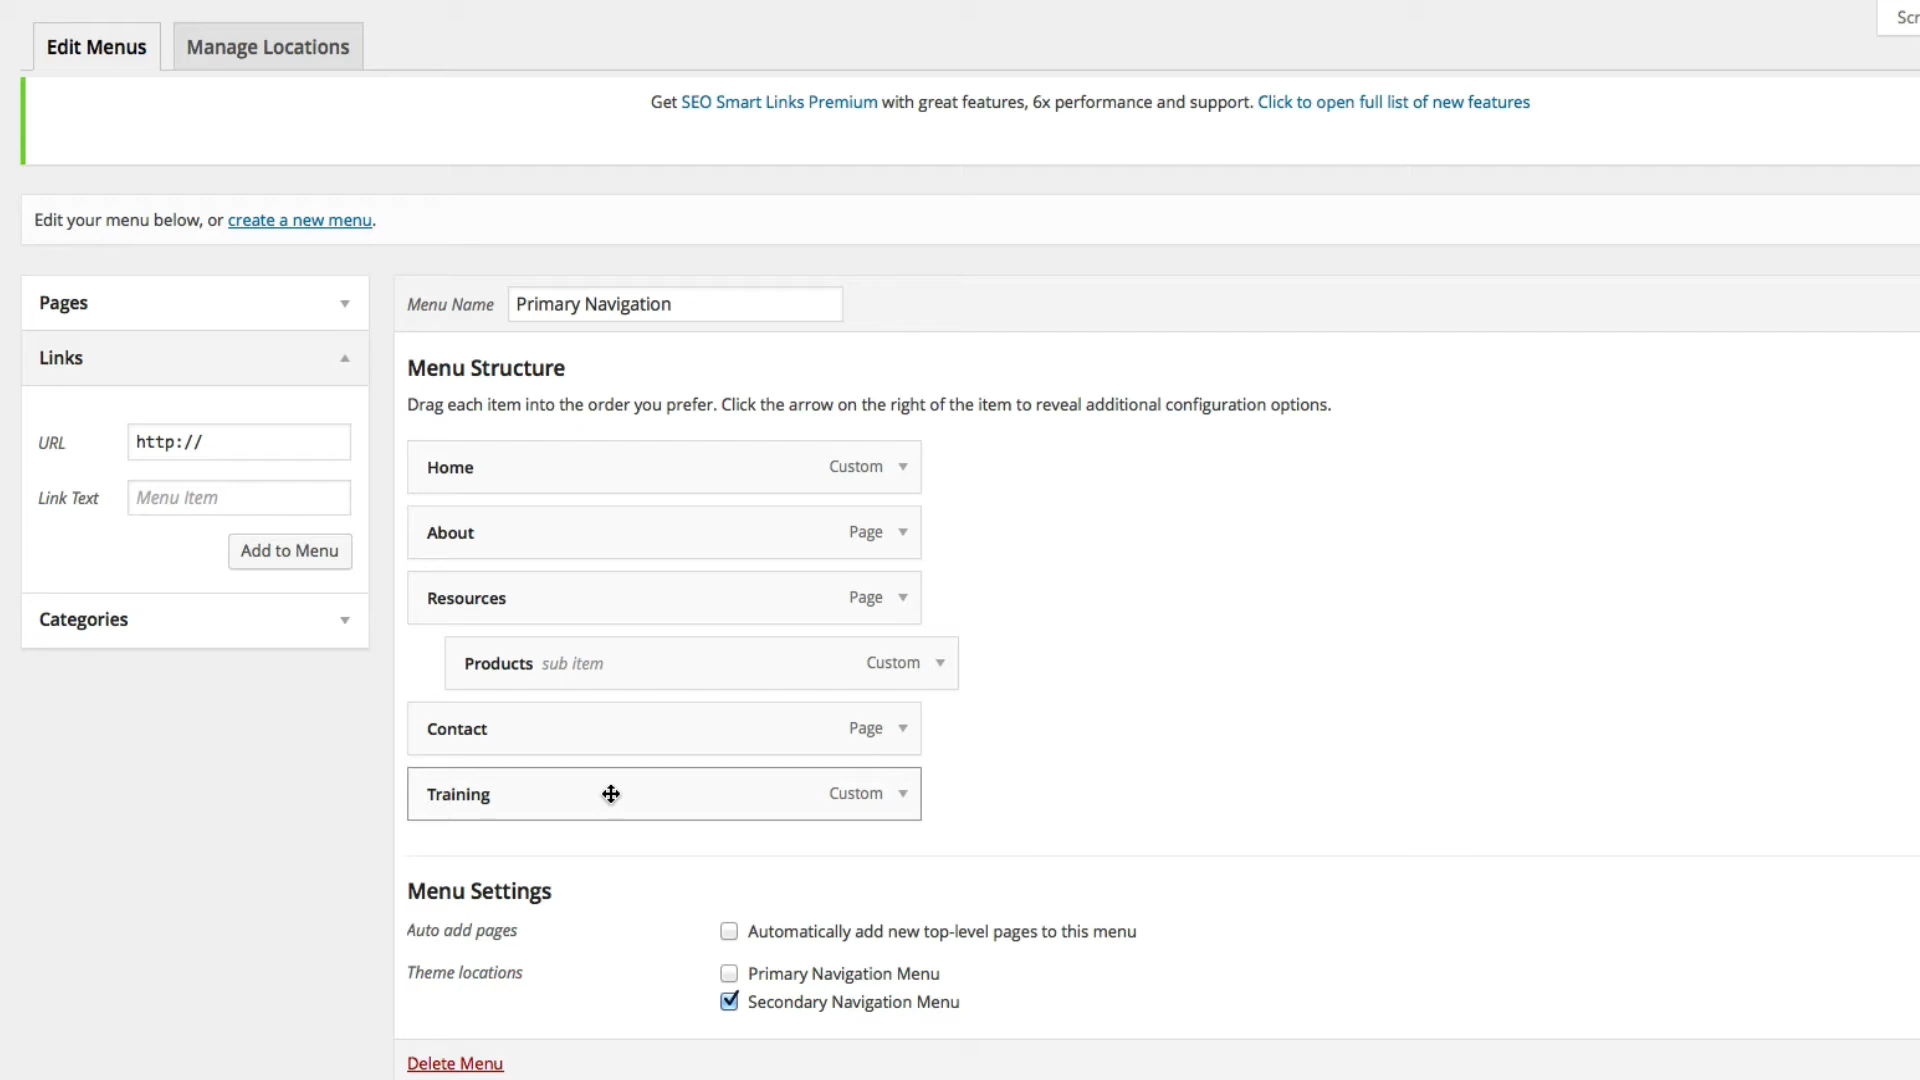 Scr
Edit Menus
Manage Locations
Get SEO Smart Links Premium with great features, 6x performance and support. Click to open full list of new features
Edit your menu below, or create a new menu.
Pages
Links
URL http://
Link Text Menu Item
Add to Menu
Categories
Menu Name Primary Navigation
Menu Structure
Drag each item into the order you prefer. Click the arrow on the right of the item to reveal additional configuration options.
Home Custom
About Page
Resources Page
Products sub item Custom
Contact Page
Training Custom
Menu Settings
Auto add pages Automatically add new top-level pages to this menu
Theme locations Primary Navigation Menu
Secondary Navigation Menu
Delete Menu